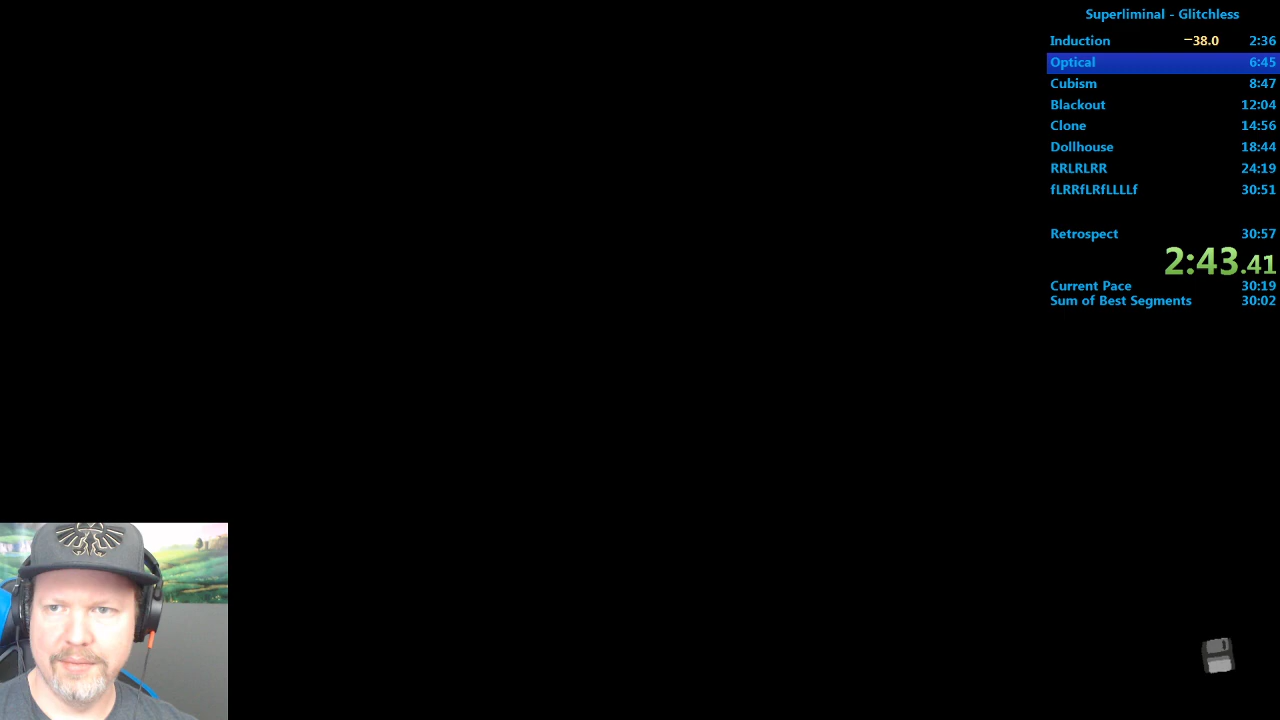 Superliminal - Glitchless
Induction −38.0 2:36
Optical 6:45
Cubism 8:47
Blackout 12:04
Clone 14:56
Dollhouse 18:44
RRLRLRR 24:19
fLRRfLRfLLLLf 30:51
Retrospect 30:57
2:43.41
Current Pace 30:19
Sum of Best Segments 30:02